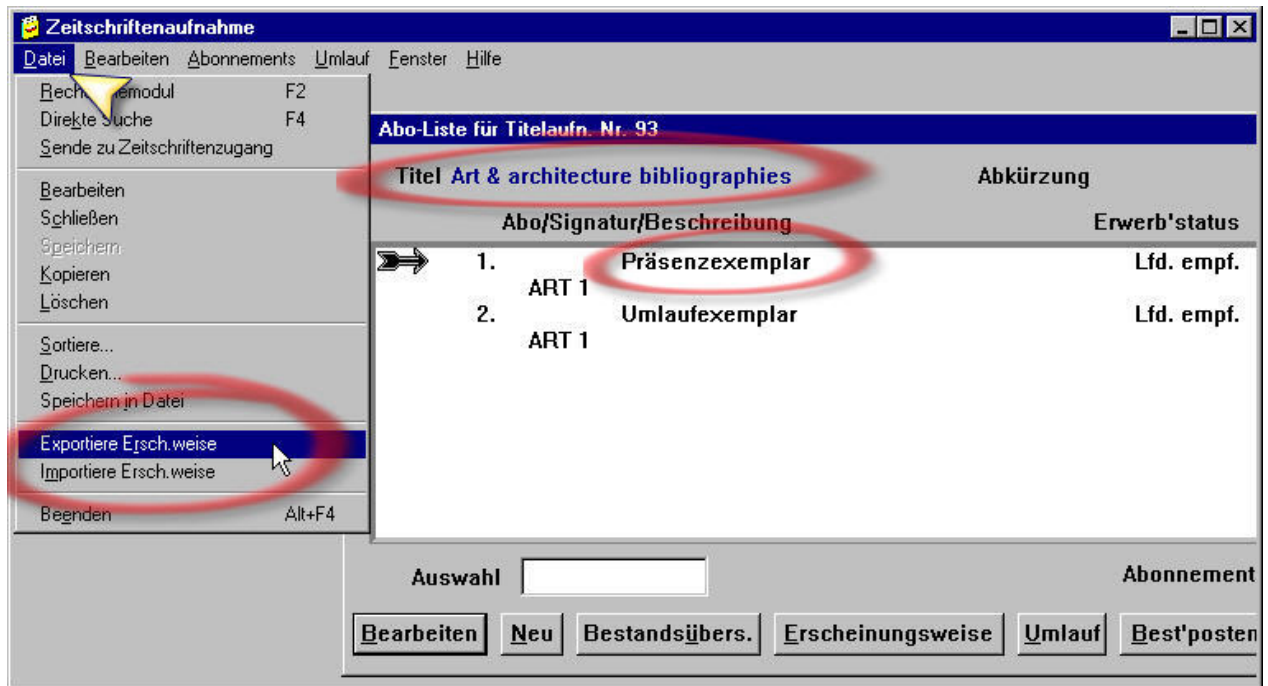 Zeitschriftenaufnahme
Datei Bearbeiten Abonnements Umlauf Fenster Hilfe
F2
Direkte Suche F4
Sende zu Zeitschriftenzugang
Bearbeiten
Schließen
Speichern
Kopieren
Löschen
Sortiere...
Drucken...
Speichern in Datei
Exportiere Ersch.weise
Importiere Ersch.weise
Beenden Alt+F4
Abo-Liste für Titelaufn. Nr. 93
Titel Art & architecture bibliographies Abkürzung
Abo/Signatur/Beschreibung Erwerb'status
1. Präsenzexemplar Lfd. empf.
ART 1
2. Umlaufexemplar Lfd. empf.
ART 1
Auswahl Abonnement
Bearbeiten Neu Bestandsübers. Erscheinungsweise Umlauf Best'posten